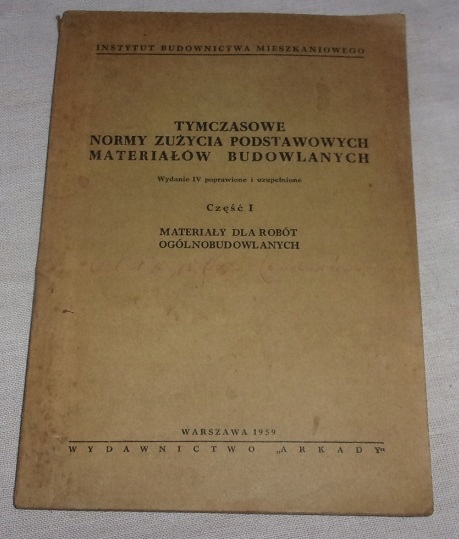 INSTYTUT BUDOWNICTWA MIESZKANIOWEGO
TYMCZASOWE
NORMY ZUŻYCIA PODSTAWOWYCH
MATERIAŁÓW BUDOWLANYCH
Wydanie IV poprawione i uzupełnione
Część I
MATERIAŁY DLA ROBÓT
OGÓLNOBUDOWLANYCH
WARSZAWA 1959
WYDAWNICTWO „ARKADY"